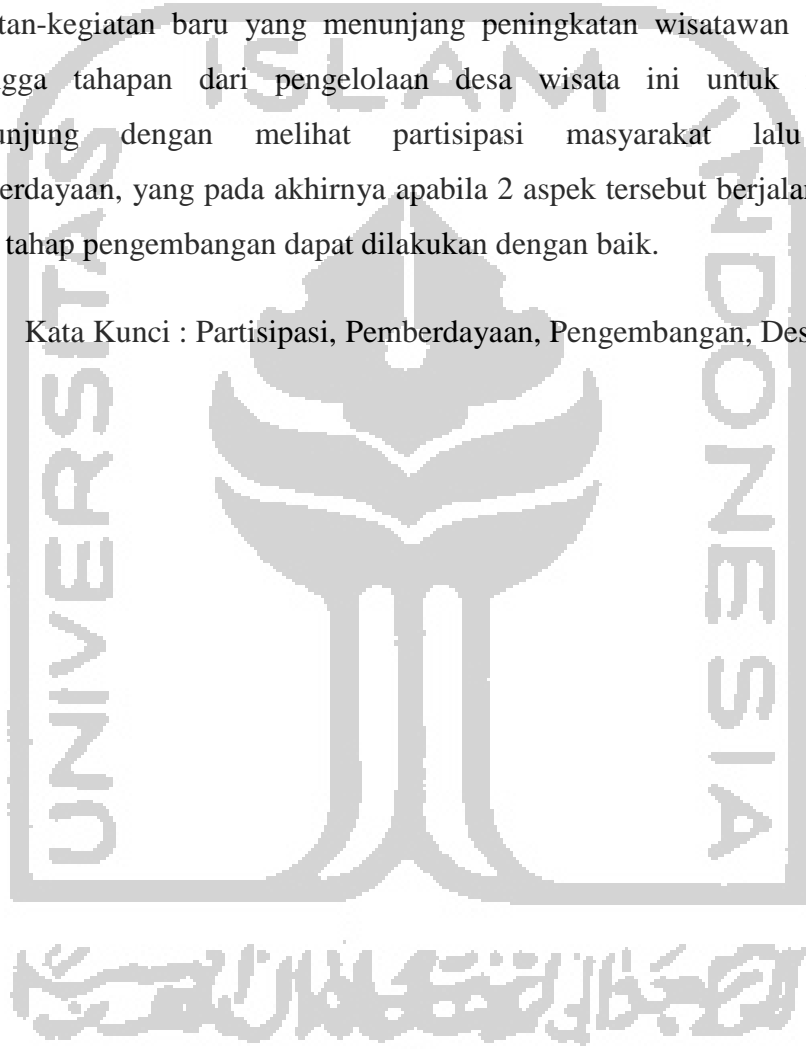 tan-kegiatan baru yang menunjang peningkatan wisatawan
ngga tahapan dari pengelolaan desa wisata ini untuk
unjung dengan melihat partisipasi masyarakat lalu
erdayaan, yang pada akhirnya apabila 2 aspek tersebut berjalan
tahap pengembangan dapat dilakukan dengan baik.
Kata Kunci : Partisipasi, Pemberdayaan, Pengembangan, Des
ISLAM
UNIVERSITAS
INDONESIA